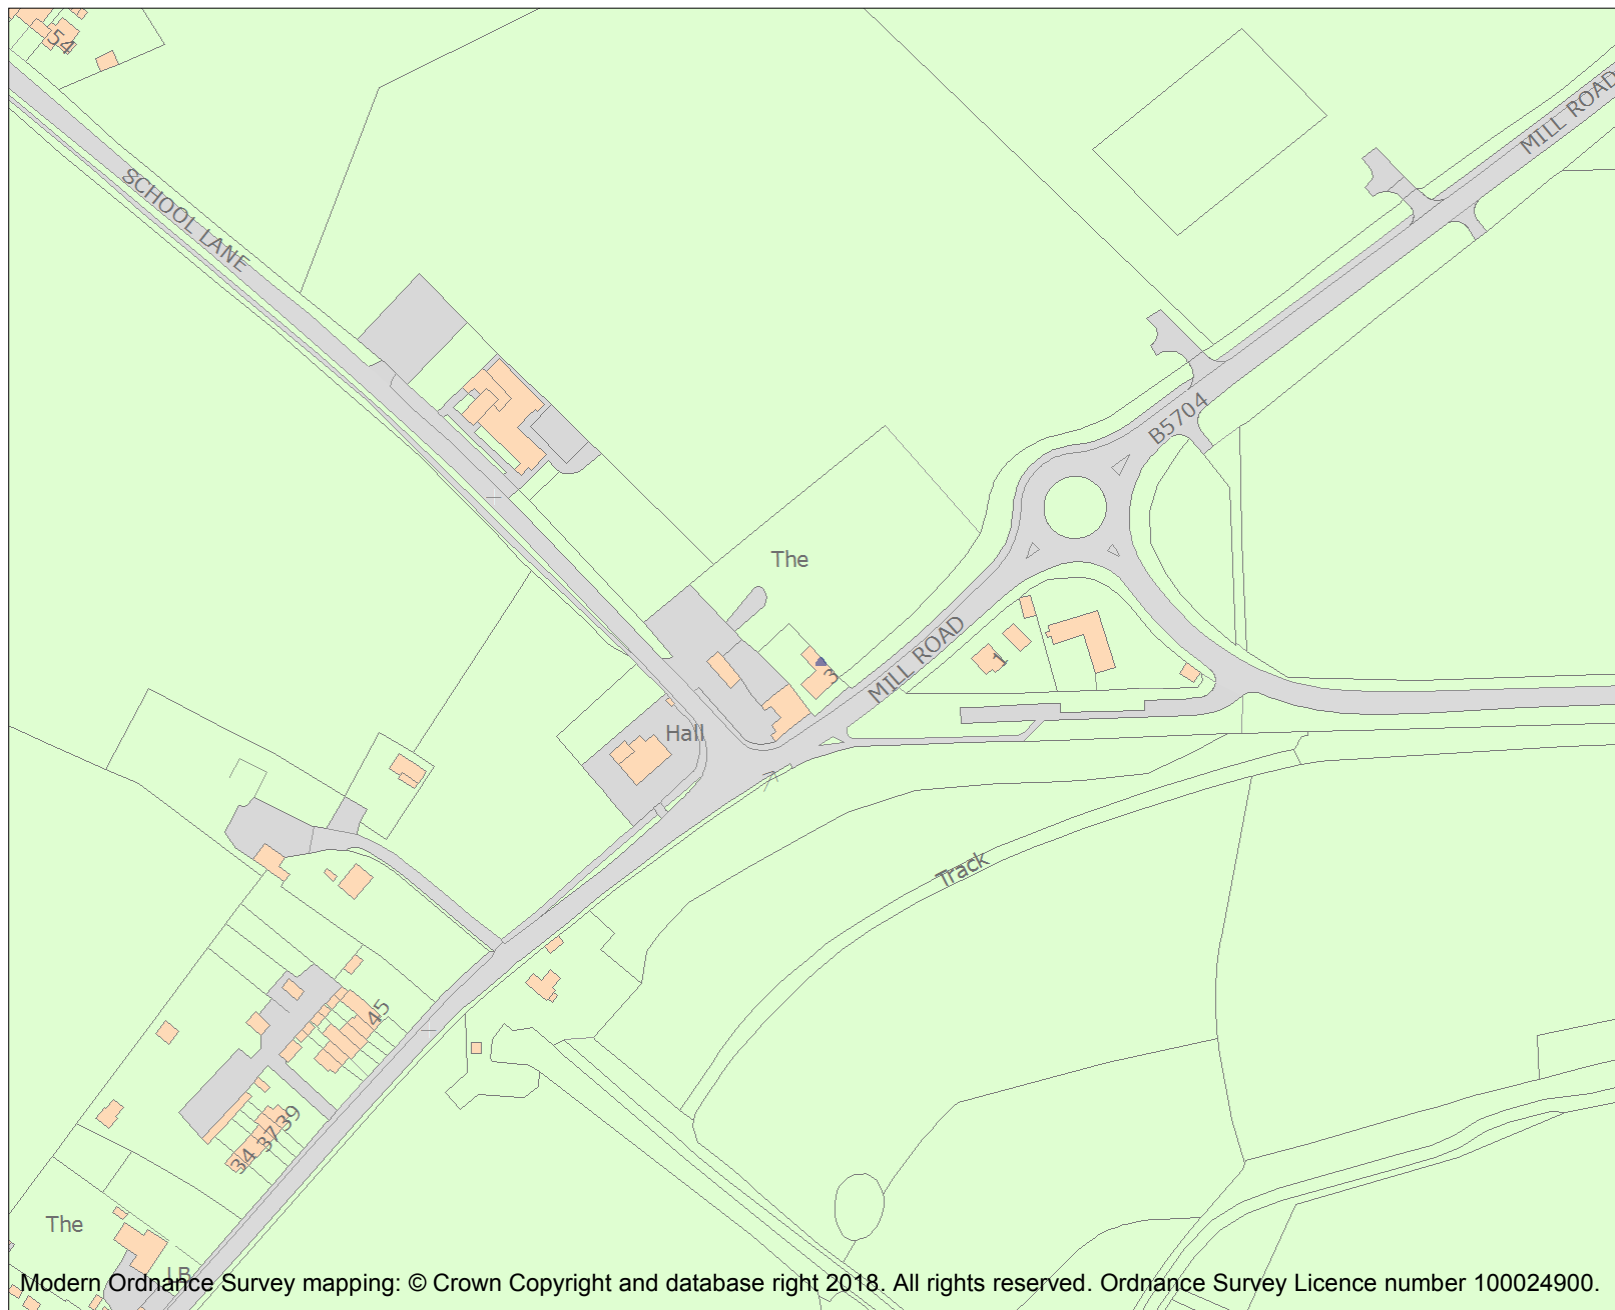 54
MILL ROAD
SCHOOL LANE
B5704
The
MILL ROAD
1
3
Hall
Track
45
34 37 39
The
LB
Modern Ordnance Survey mapping: © Crown Copyright and database right 2018. All rights reserved. Ordnance Survey Licence number 100024900.